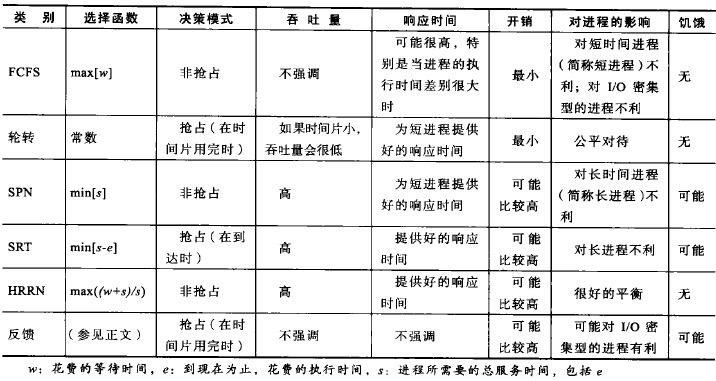 类 别 选择函数 决策模式 吞吐量 响应时间 开销 对进程的影响 饥饿
FCFS max[w] 非抢占 不强调 可能很高，特别是当进程的执行时间差别很大时 最小 对短时间进程（简称短进程）不利；对 I/O 密集型的进程不利 无
轮转 常数 抢占（在时间片用完时） 如果时间片小，吞吐量会很低 为短进程提供好的响应时间 最小 公平对待 无
SPN min[s] 非抢占 高 为短进程提供好的响应时间 可能比较高 对长时间进程（简称长进程）不利 可能
SRT min[s-e] 抢占（在到达时） 高 提供好的响应时间 可能比较高 对长进程不利 可能
HRRN max((w+s)/s) 非抢占 高 提供好的响应时间 可能比较高 很好的平衡 无
反馈 （参见正文） 抢占（在时间片用完时） 不强调 不强调 可能比较高 可能对 I/O 密集型的进程有利 可能
w：花费的等待时间，e：到现在为止，花费的执行时间，s：进程所需要的总服务时间，包括 e